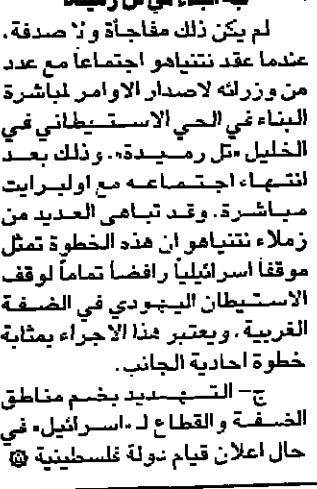 لم يكن ذلك مفاجأة ولا صدفة،
عندما عقد نتنياهو اجتماعاً مع عدد
من وزرائه لاصدار الاوامر لمباشرة
البناء في الحي الاستيطاني في
الخليل «تل رميدة»، وذلك بعد
انتهاء اجتماعه مع اولبرايت
مباشرة. وقد تباهى العديد من
زملاء نتنياهو ان هذه الخطوة تمثل
موقفاً اسرائيلياً رافضاً تماماً لوقف
الاستيطان اليهودي في الضفة
الغربية، ويعتبر هذا الاجراء بمثابة
خطوة احادية الجانب.
ج- التهديد بضم مناطق
الضفة والقطاع لـ «اسرائيل» في
حال اعلان قيام دولة فلسطينية